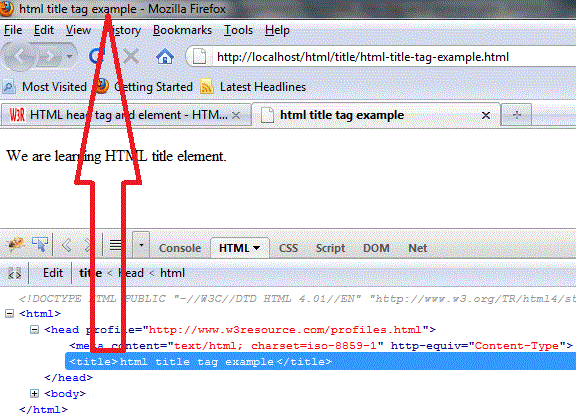 html title tag example - Mozilla Firefox
File Edit View History Bookmarks Tools Help
http://localhost/html/title/html-title-tag-example.html
Most Visited Getting Started Latest Headlines
W3R HTML head tag and element - HTM... html title tag example
We are learning HTML title element.
Console HTML CSS Script DOM Net
Edit title < head < html
<!DOCTYPE HTML PUBLIC "-//W3C//DTD HTML 4.01//EN" "http://www.w3.org/TR/html4/st
<html>
<head profile="http://www.w3resource.com/profiles.html">
<meta content="text/html; charset=iso-8859-1" http-equiv="Content-Type">
<title>html title tag example</title>
</head>
<body>
</html>